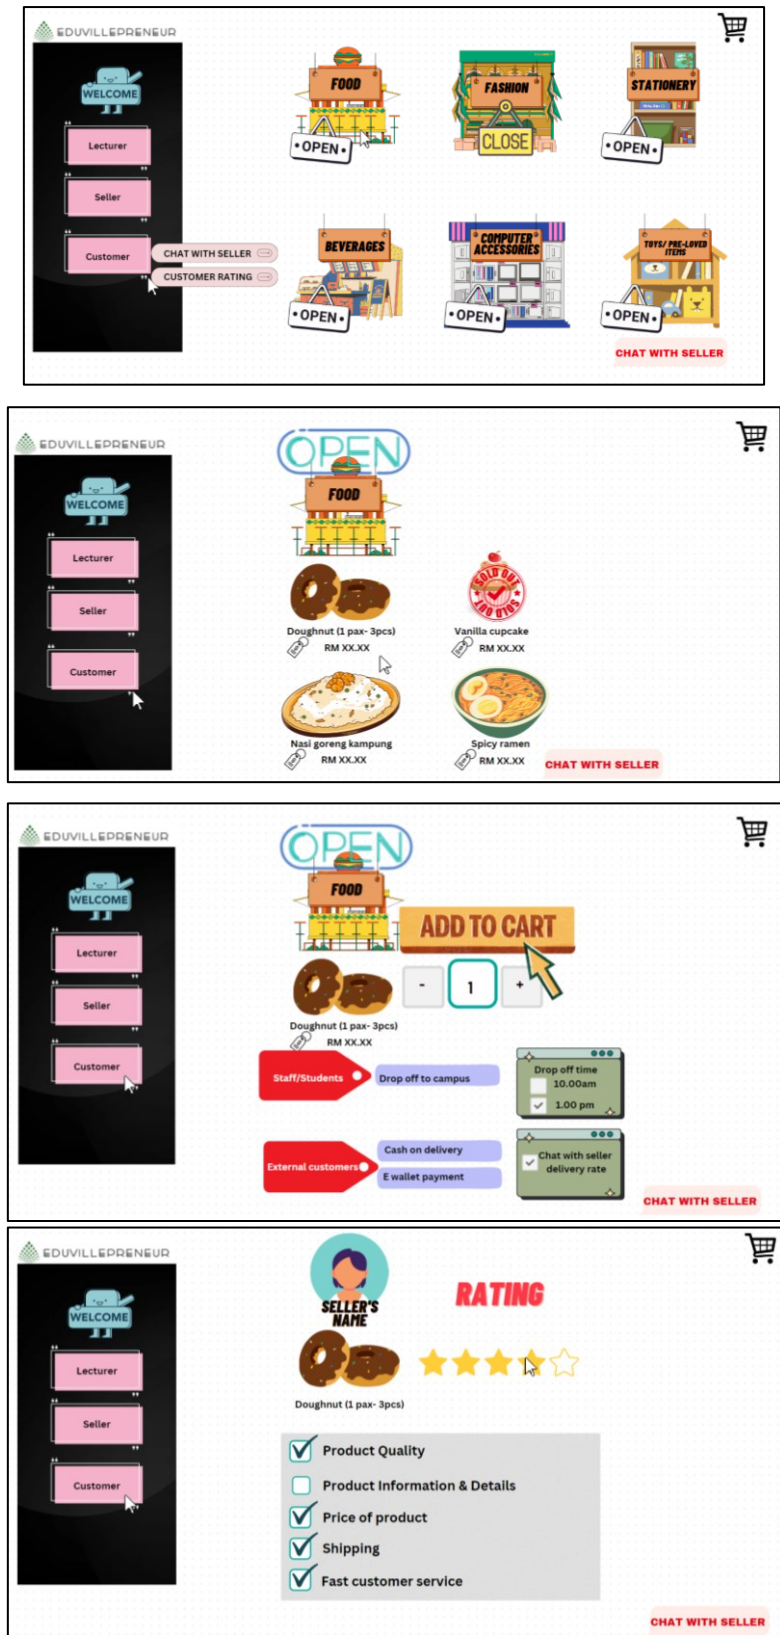 EDUVILLEPRENEUR
WELCOME
Lecturer
Seller
Customer
CHAT WITH SELLER
CUSTOMER RATING
FOOD
OPEN
FASHION
CLOSE
STATIONERY
OPEN
BEVERAGES
OPEN
COMPUTER
ACCESSORIES
OPEN
TOYS/ PRE-LOVED
ITEMS
OPEN
CHAT WITH SELLER
EDUVILLEPRENEUR
WELCOME
Lecturer
Seller
Customer
OPEN
FOOD
Doughnut (1 pax- 3pcs)
RM XX.XX
SOLD OUT
SOLD OUT
Vanilla cupcake
RM XX.XX
Nasi goreng kampung
RM XX.XX
Spicy ramen
RM XX.XX
CHAT WITH SELLER
EDUVILLEPRENEUR
WELCOME
Lecturer
Seller
Customer
OPEN
FOOD
ADD TO CART
- 1 +
Doughnut (1 pax- 3pcs)
RM XX.XX
Staff/Students
Drop off to campus
Drop off time
10.00am
1.00 pm
External customers
Cash on delivery
E wallet payment
Chat with seller
delivery rate
CHAT WITH SELLER
EDUVILLEPRENEUR
WELCOME
Lecturer
Seller
Customer
SELLER'S
NAME
RATING
Doughnut (1 pax- 3pcs)
Product Quality
Product Information & Details
Price of product
Shipping
Fast customer service
CHAT WITH SELLER